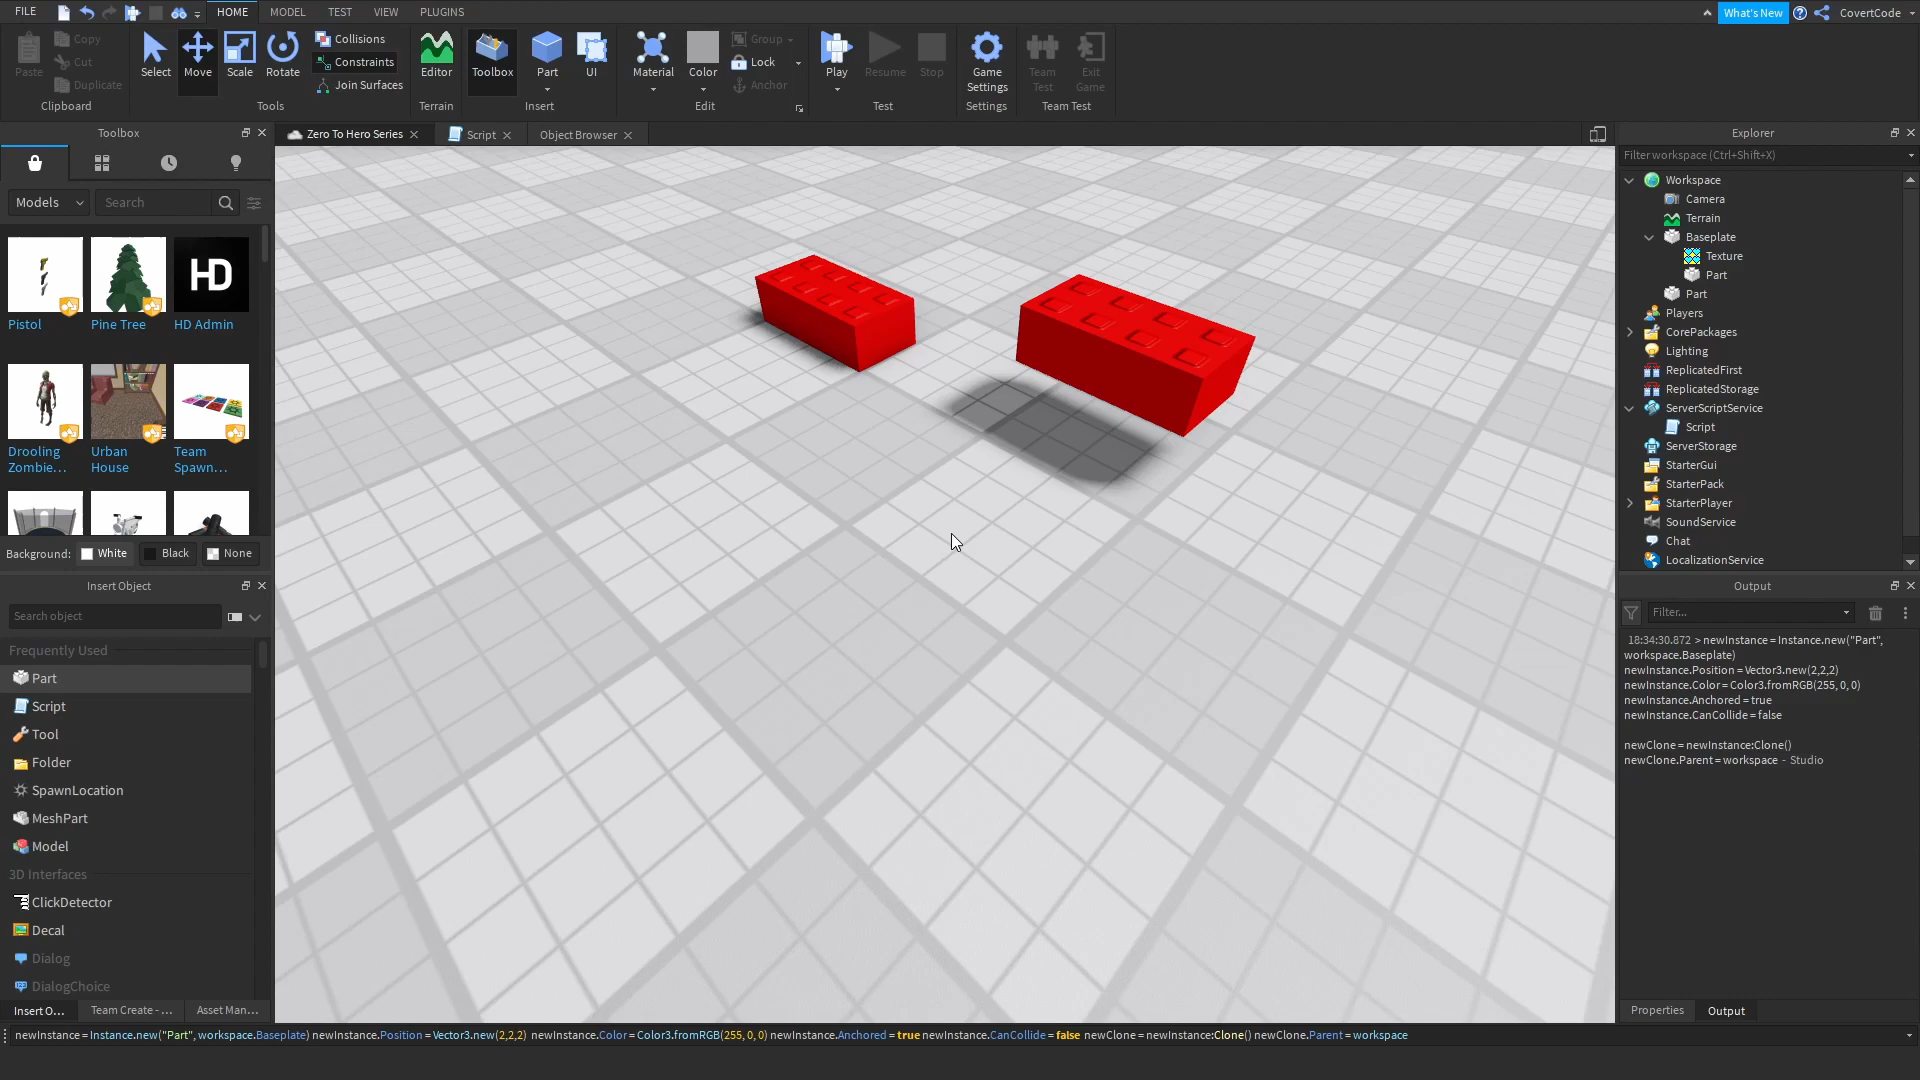 FILE
HOME
MODEL
TEST
VIEW
PLUGINS
What's New
CovertCode
Paste
Copy
Cut
Duplicate
Clipboard
Select
Move
Scale
Rotate
Collisions
Constraints
Join Surfaces
Tools
Editor
Terrain
Toolbox
Part
UI
Insert
Material
Color
Group
Lock
Anchor
Edit
Play
Resume
Stop
Test
Game
Settings
Settings
Team
Test
Exit
Game
Team Test
Toolbox
Zero To Hero Series
Script
Object Browser
Models
Search
Pistol
Pine Tree
HD
HD Admin
Drooling
Zombie...
Urban
House
Team
Spawn...
Background:
White
Black
None
Insert Object
Search object
Frequently Used
Part
Script
Tool
Folder
SpawnLocation
MeshPart
Model
3D Interfaces
ClickDetector
Decal
Dialog
DialogChoice
Insert O...
Team Create - ...
Asset Man...
Explorer
Filter workspace (Ctrl+Shift+X)
Workspace
Camera
Terrain
Baseplate
Texture
Part
Part
Players
CorePackages
Lighting
ReplicatedFirst
ReplicatedStorage
ServerScriptService
Script
ServerStorage
StarterGui
StarterPack
StarterPlayer
SoundService
Chat
LocalizationService
Output
Filter...
18:34:30.872 > newInstance = Instance.new("Part",
workspace.Baseplate)
newInstance.Position = Vector3.new(2,2,2)
newInstance.Color = Color3.fromRGB(255, 0, 0)
newInstance.Anchored = true
newInstance.CanCollide = false
newClone = newInstance:Clone()
newClone.Parent = workspace - Studio
Properties
Output
newInstance = Instance.new("Part", workspace.Baseplate) newInstance.Position = Vector3.new(2,2,2) newInstance.Color = Color3.fromRGB(255, 0, 0) newInstance.Anchored = true newInstance.CanCollide = false newClone = newInstance:Clone() newClone.Parent = workspace